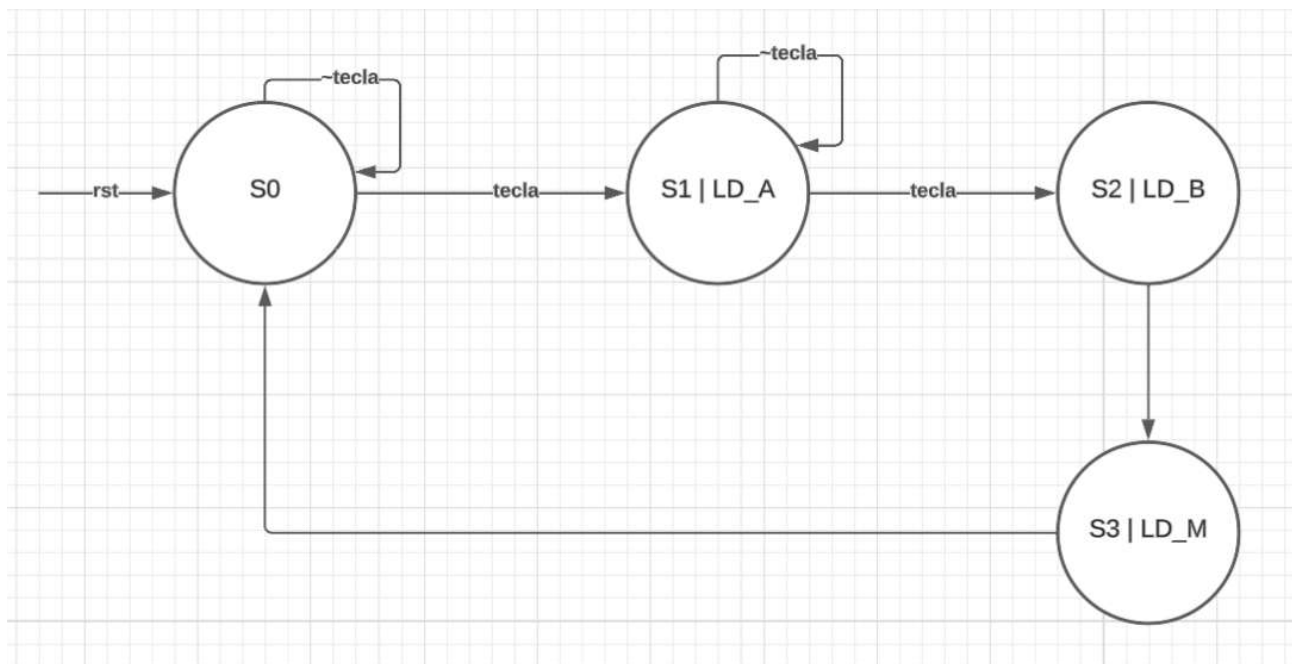 ~tecla
~tecla
rst
S0
tecla
S1 | LD_A
tecla
S2 | LD_B
S3 | LD_M